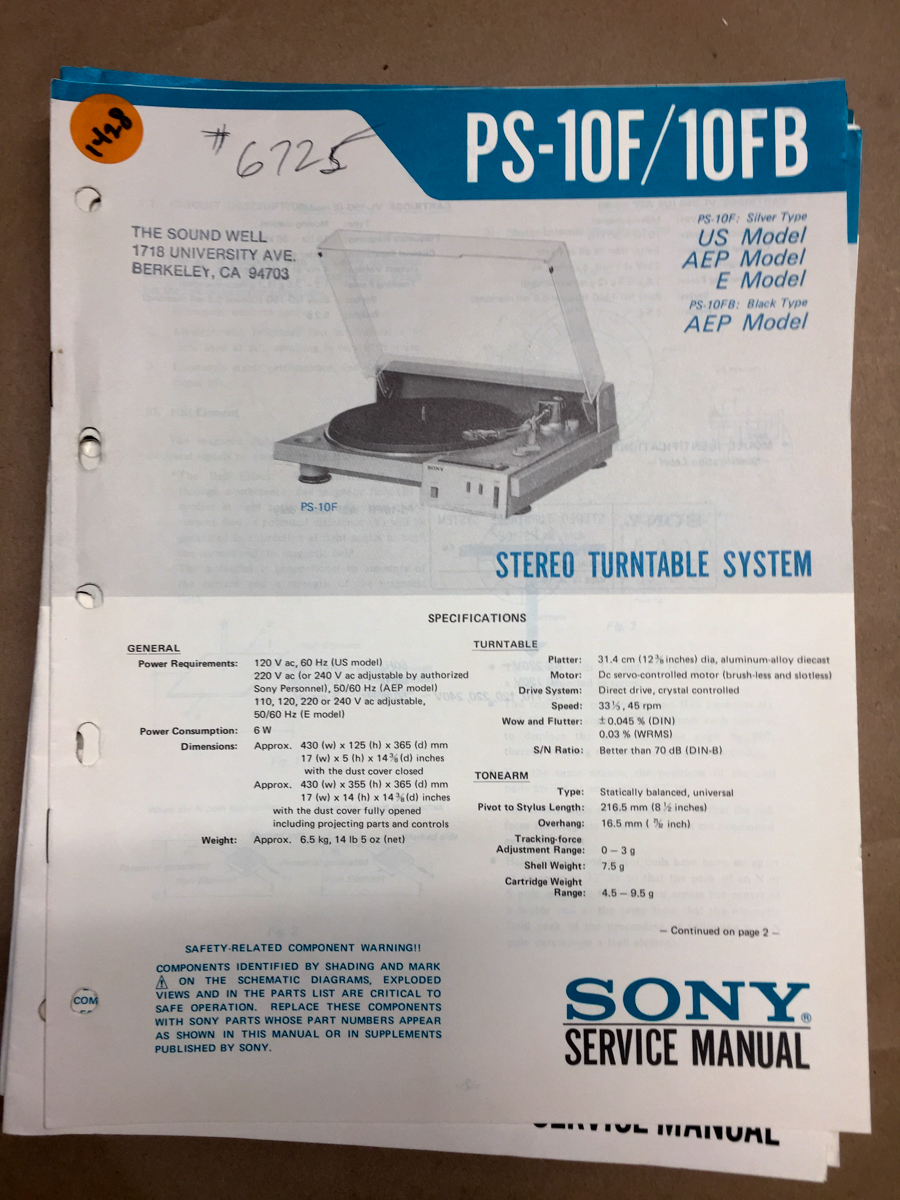 1428
# 6725
PS-10F/10FB
PS-10F: Silver Type
US Model
AEP Model
E Model
PS-10FB: Black Type
AEP Model
THE SOUND WELL
1718 UNIVERSITY AVE.
BERKELEY, CA 94703
SONY
PS-10F
STEREO TURNTABLE SYSTEM
SPECIFICATIONS
GENERAL
Power Requirements: 120 V ac, 60 Hz (US model)
220 V ac (or 240 V ac adjustable by authorized
Sony Personnel), 50/60 Hz (AEP model)
110, 120, 220 or 240 V ac adjustable,
50/60 Hz (E model)
Power Consumption: 6 W
Dimensions: Approx. 430 (w) x 125 (h) x 365 (d) mm
17 (w) x 5 (h) x 14 3/8 (d) inches
with the dust cover closed
Approx. 430 (w) x 355 (h) x 365 (d) mm
17 (w) x 14 (h) x 14 3/8 (d) inches
with the dust cover fully opened
including projecting parts and controls
Weight: Approx. 6.5 kg, 14 lb 5 oz (net)
TURNTABLE
Platter: 31.4 cm (12 3/8 inches) dia, aluminum-alloy diecast
Motor: Dc servo-controlled motor (brush-less and slotless)
Drive System: Direct drive, crystal controlled
Speed: 33 1/3, 45 rpm
Wow and Flutter: ±0.045 % (DIN)
0.03 % (WRMS)
S/N Ratio: Better than 70 dB (DIN-B)
TONEARM
Type: Statically balanced, universal
Pivot to Stylus Length: 216.5 mm (8 1/2 inches)
Overhang: 16.5 mm ( inch)
Tracking-force
Adjustment Range: 0 – 3 g
Shell Weight: 7.5 g
Cartridge Weight
Range: 4.5 – 9.5 g
– Continued on page 2 –
SAFETY-RELATED COMPONENT WARNING!!
COMPONENTS IDENTIFIED BY SHADING AND MARK
⚠ ON THE SCHEMATIC DIAGRAMS, EXPLODED
VIEWS AND IN THE PARTS LIST ARE CRITICAL TO
SAFE OPERATION. REPLACE THESE COMPONENTS
WITH SONY PARTS WHOSE PART NUMBERS APPEAR
AS SHOWN IN THIS MANUAL OR IN SUPPLEMENTS
PUBLISHED BY SONY.
COM
SONY®
SERVICE MANUAL
SERVICE MANUAL